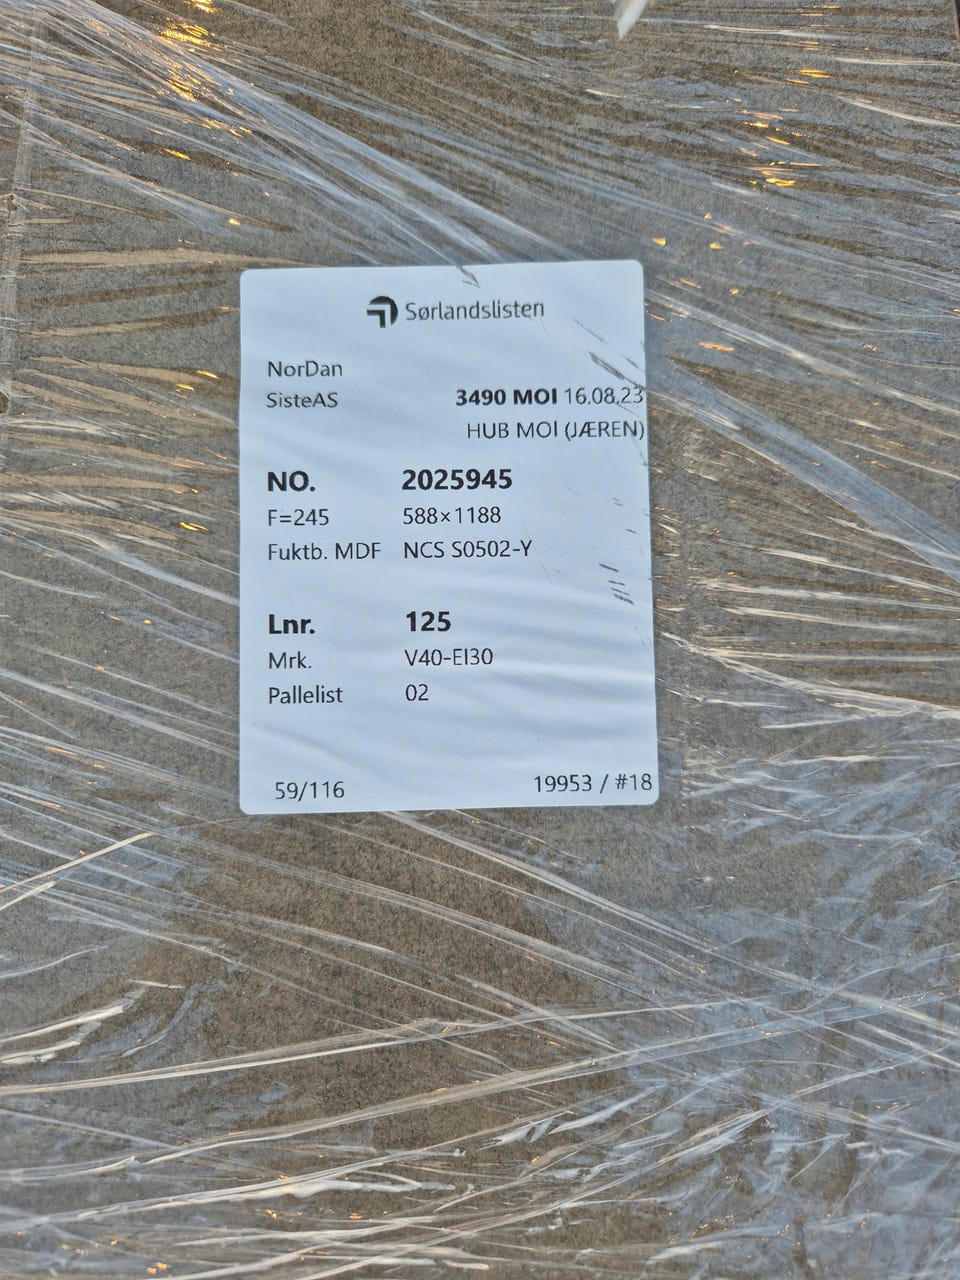 Sørlandslisten
NorDan
SisteAS 3490 MOI 16.08.23
HUB MOI (JÆREN)
NO. 2025945
F=245 588×1188
Fuktb. MDF NCS S0502-Y
Lnr. 125
Mrk. V40-EI30
Pallelist 02
59/116 19953 / #18